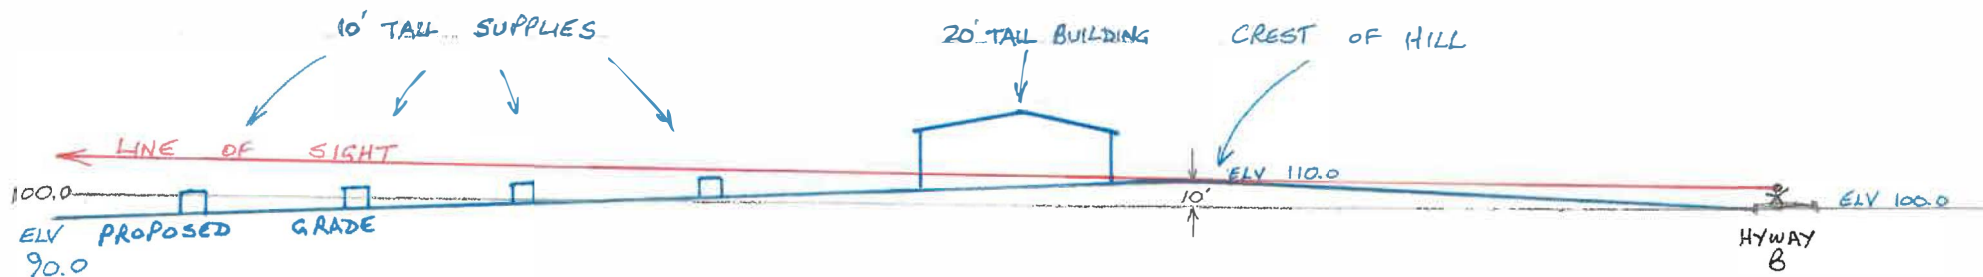 10' TALL SUPPLIES
20' TALL BUILDING
CREST OF HILL
LINE OF SIGHT
ELV 110.0
100.0
10'
ELV 100.0
PROPOSED GRADE
ELV
90.0
HYWAY
B